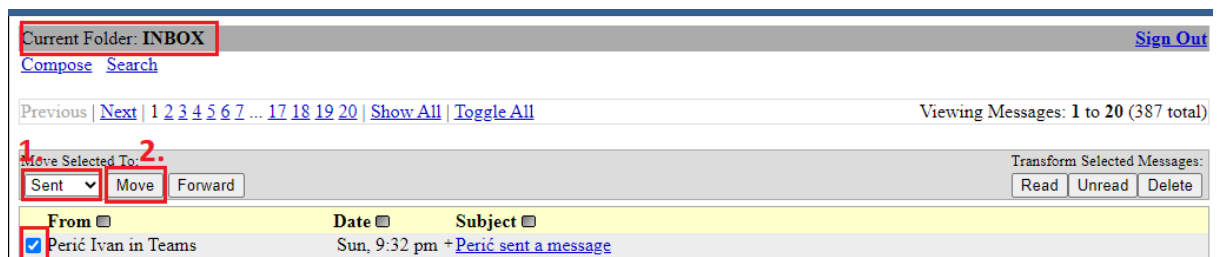 Current Folder: INBOX Sign Out
Compose Search
Previous | Next | 1 2 3 4 5 6 7 ... 17 18 19 20 | Show All | Toggle All Viewing Messages: 1 to 20 (387 total)
1. 2.
Move Selected To: Transform Selected Messages:
Sent Move Forward Read Unread Delete
From Date Subject
Perić Ivan in Teams Sun, 9:32 pm + Perić sent a message